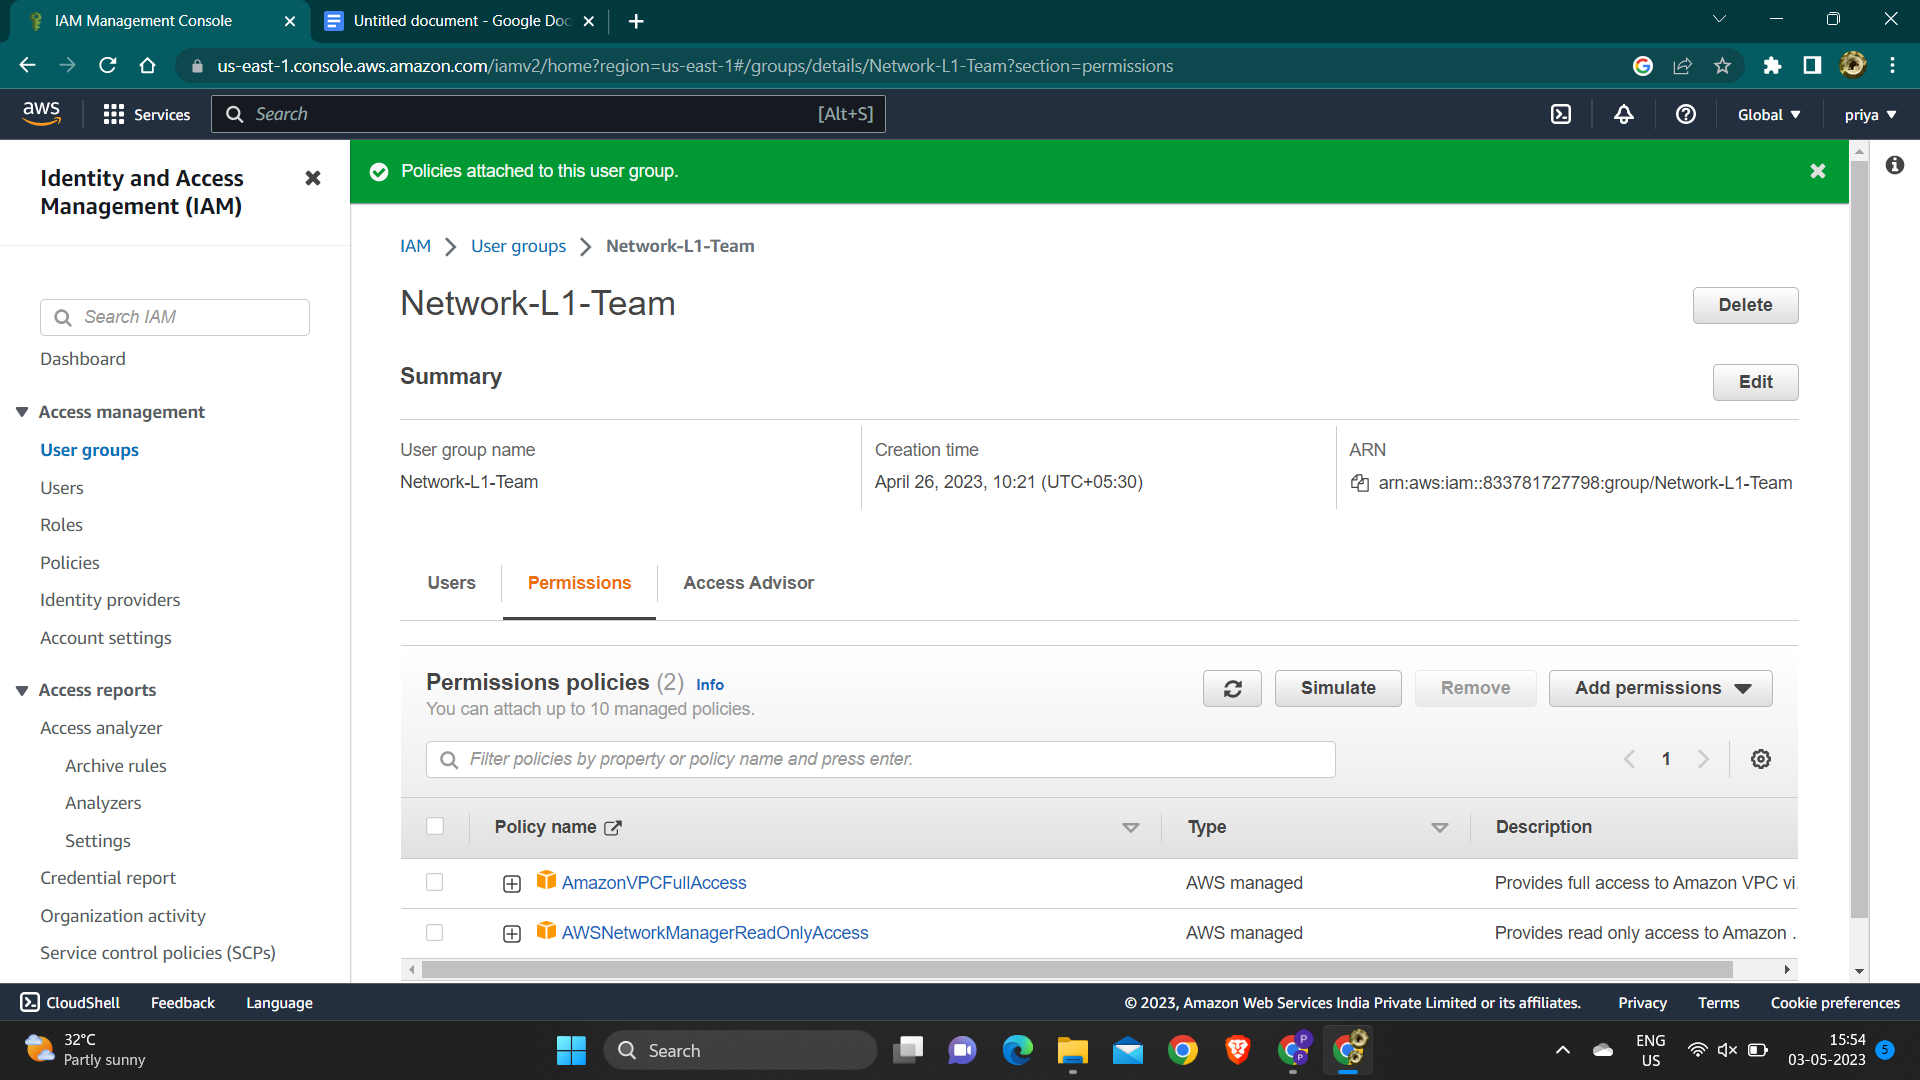 IAM Management Console
Untitled document - Google Doc
us-east-1.console.aws.amazon.com/iamv2/home?region=us-east-1#/groups/details/Network-L1-Team?section=permissions
aws
Services
Search
[Alt+S]
Global
priya
Identity and Access
Management (IAM)
Search IAM
Dashboard
Access management
User groups
Users
Roles
Policies
Identity providers
Account settings
Access reports
Access analyzer
Archive rules
Analyzers
Settings
Credential report
Organization activity
Service control policies (SCPs)
Policies attached to this user group.
IAM
User groups
Network-L1-Team
Network-L1-Team
Delete
Summary
Edit
User group name
Network-L1-Team
Creation time
April 26, 2023, 10:21 (UTC+05:30)
ARN
arn:aws:iam::833781727798:group/Network-L1-Team
Users
Permissions
Access Advisor
Permissions policies (2) Info
You can attach up to 10 managed policies.
Simulate
Remove
Add permissions
Filter policies by property or policy name and press enter.
1
Policy name
Type
Description
AmazonVPCFullAccess
AWS managed
Provides full access to Amazon VPC vi
AWSNetworkManagerReadOnlyAccess
AWS managed
Provides read only access to Amazon .
CloudShell
Feedback
Language
© 2023, Amazon Web Services India Private Limited or its affiliates.
Privacy
Terms
Cookie preferences
32°C
Partly sunny
Search
P
P
ENG
US
15:54
03-05-2023
5